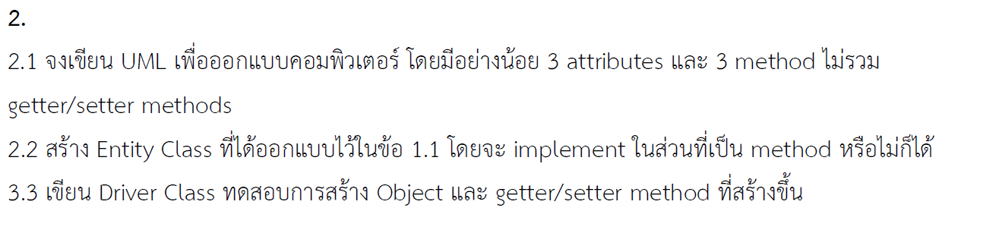 2.
2.1 จงเขียน UML เพื่อออกแบบคอมพิวเตอร์ โดยมีอย่างน้อย 3 attributes และ 3 method ไม่รวม
getter/setter methods
2.2 สร้าง Entity Class ที่ได้ออกแบบไว้ในข้อ 1.1 โดยจะ implement ในส่วนที่เป็น method หรือไม่ก็ได้
3.3 เขียน Driver Class ทดสอบการสร้าง Object และ getter/setter method ที่สร้างขึ้น